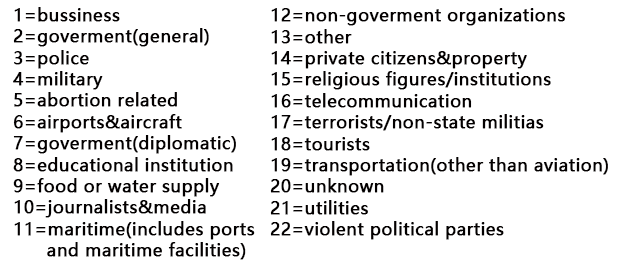 1=bussiness
2=goverment(general)
3=police
4=military
5=abortion related
6=airports&aircraft
7=goverment(diplomatic)
8=educational institution
9=food or water supply
10=journalists&media
11=maritime(includes ports
and maritime facilities)
12=non-goverment organizations
13=other
14=private citizens&property
15=religious figures/institutions
16=telecommunication
17=terrorists/non-state militias
18=tourists
19=transportation(other than aviation)
20=unknown
21=utilities
22=violent political parties